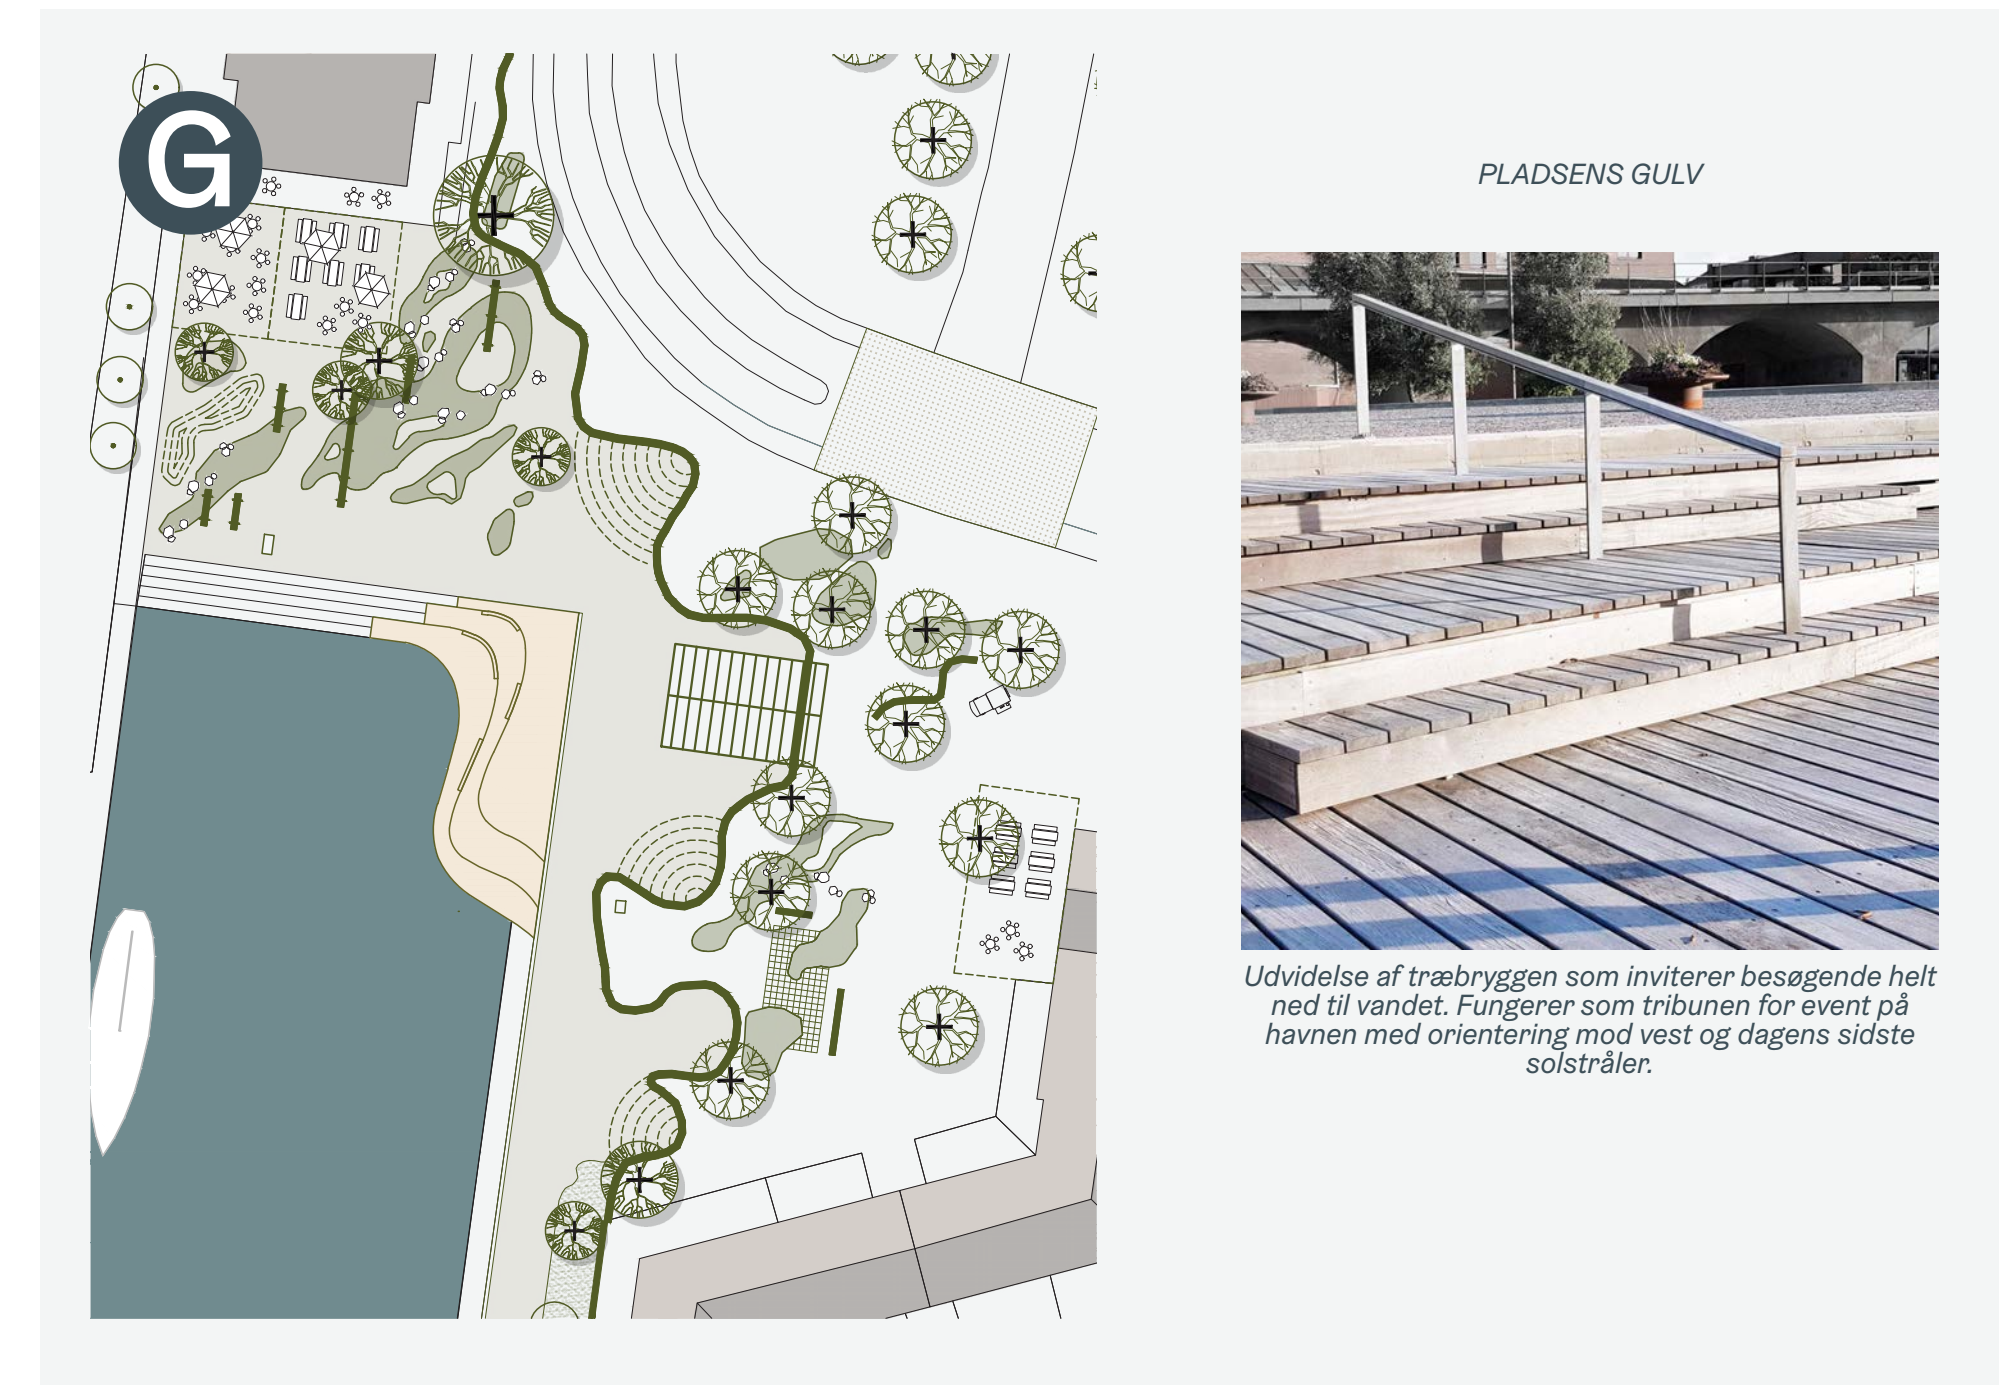 G
PLADSENS GULV
Udvidelse af træbryggen som inviterer besøgende helt
ned til vandet. Fungerer som tribunen for event på
havnen med orientering mod vest og dagens sidste
solstråler.